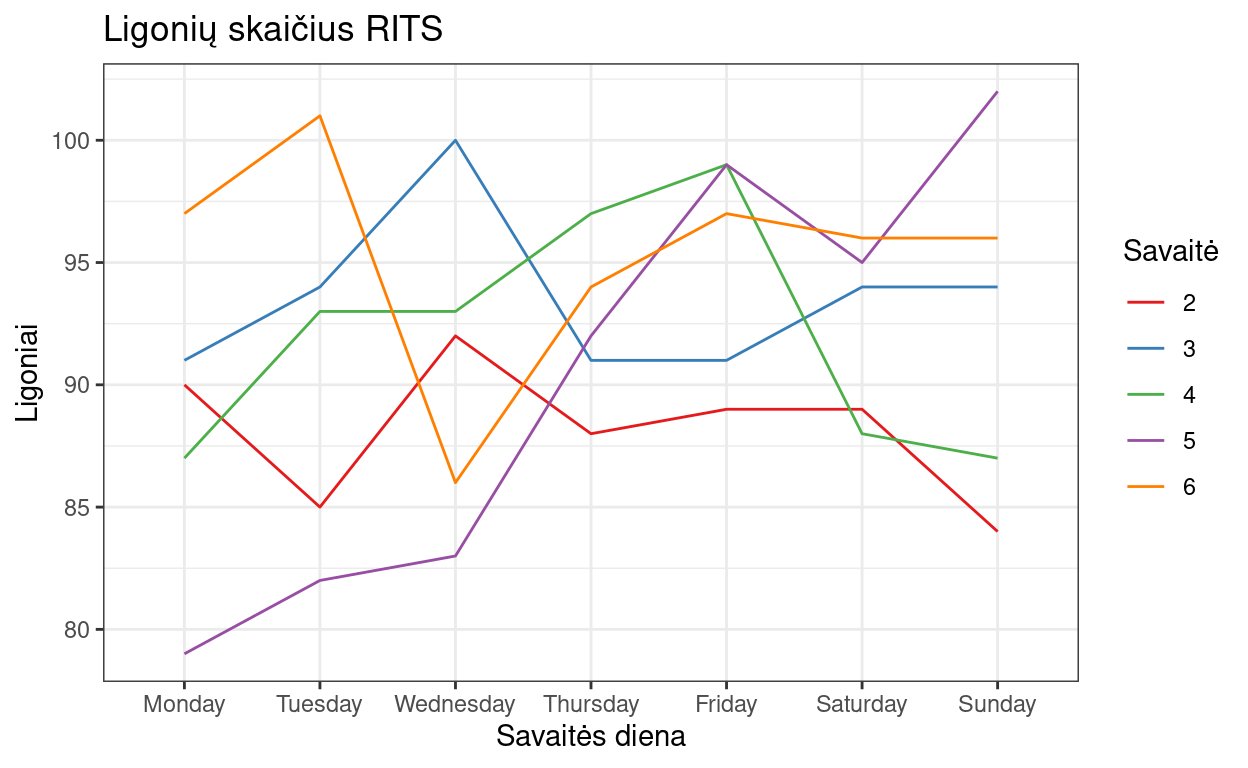 Ligonių skaičius RITS
Ligoniai
100
95
90
85
80
Monday Tuesday Wednesday Thursday Friday Saturday Sunday
Savaitės diena
Savaitė
2
3
4
5
6